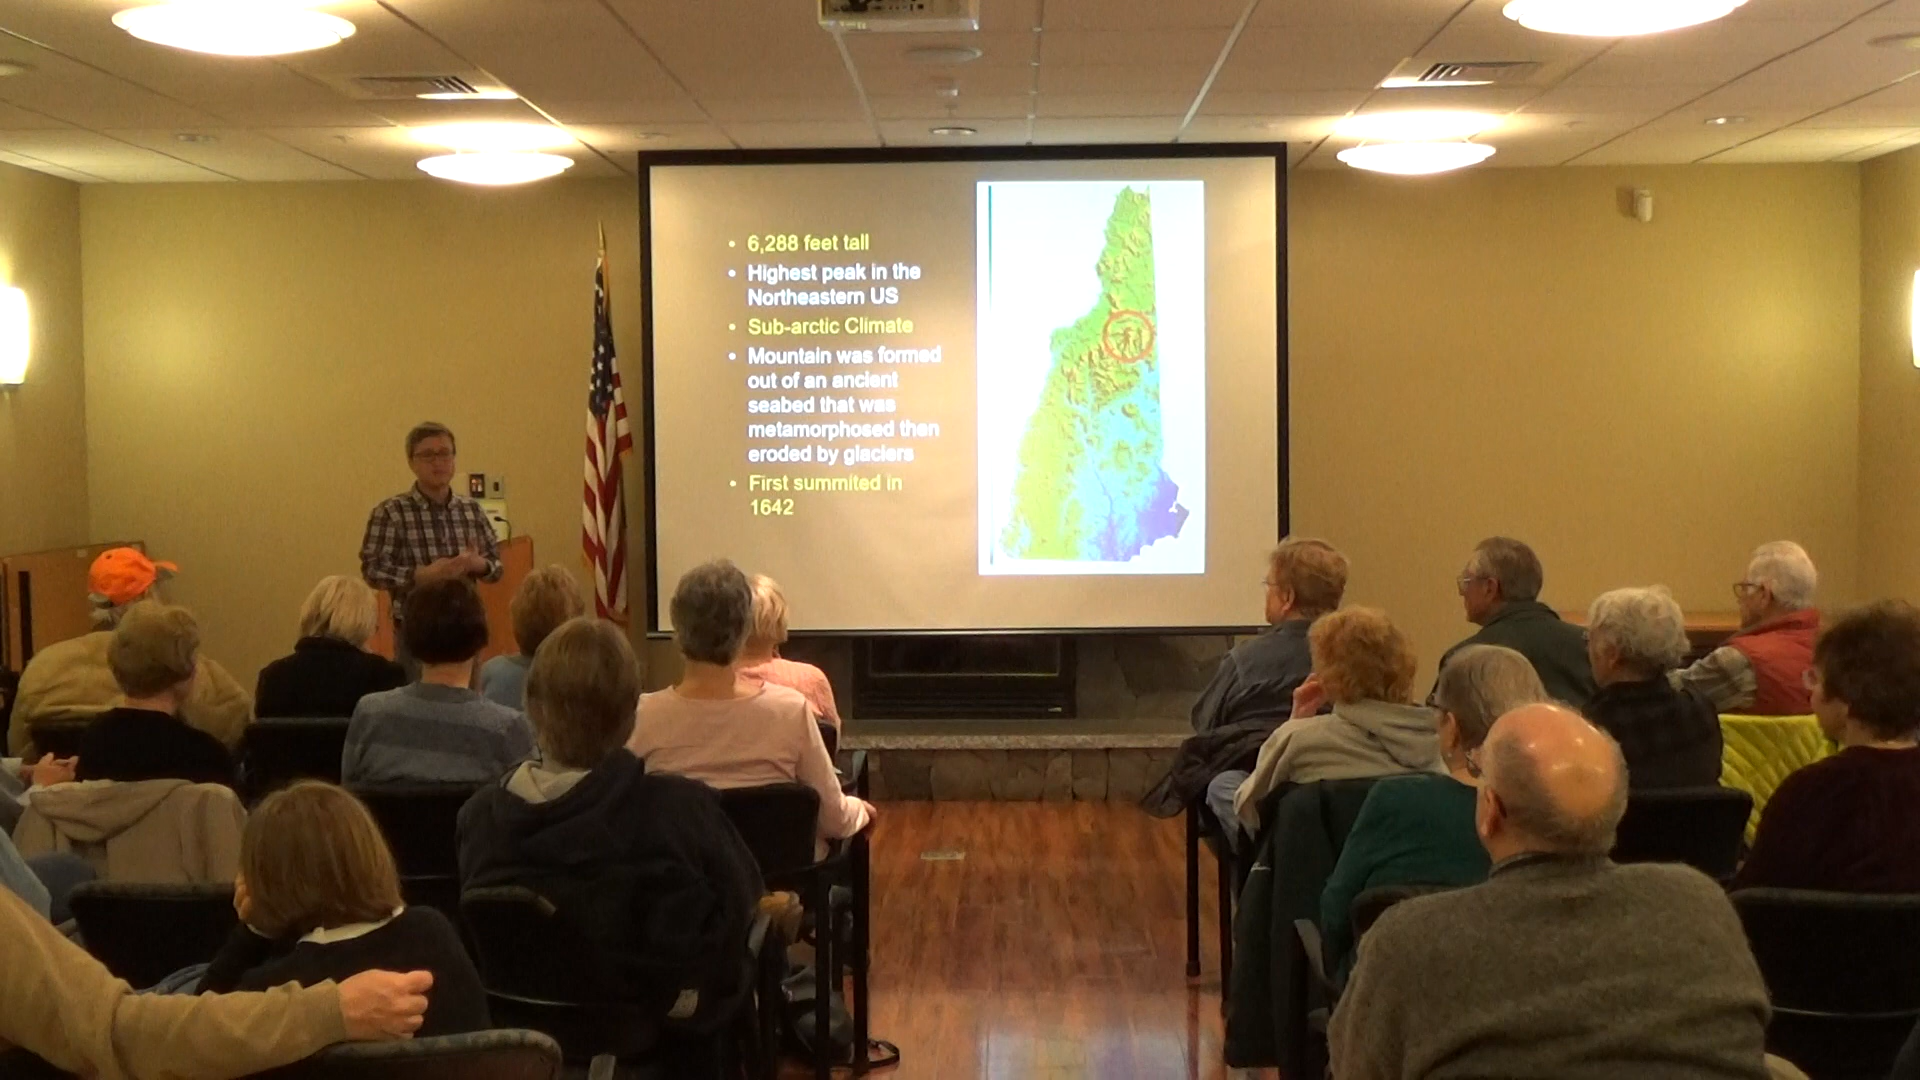 • 6,288 feet tall
• Highest peak in the
Northeastern US
• Sub-arctic Climate
• Mountain was formed
out of an ancient
seabed that was
metamorphosed then
eroded by glaciers
• First summited in
1642